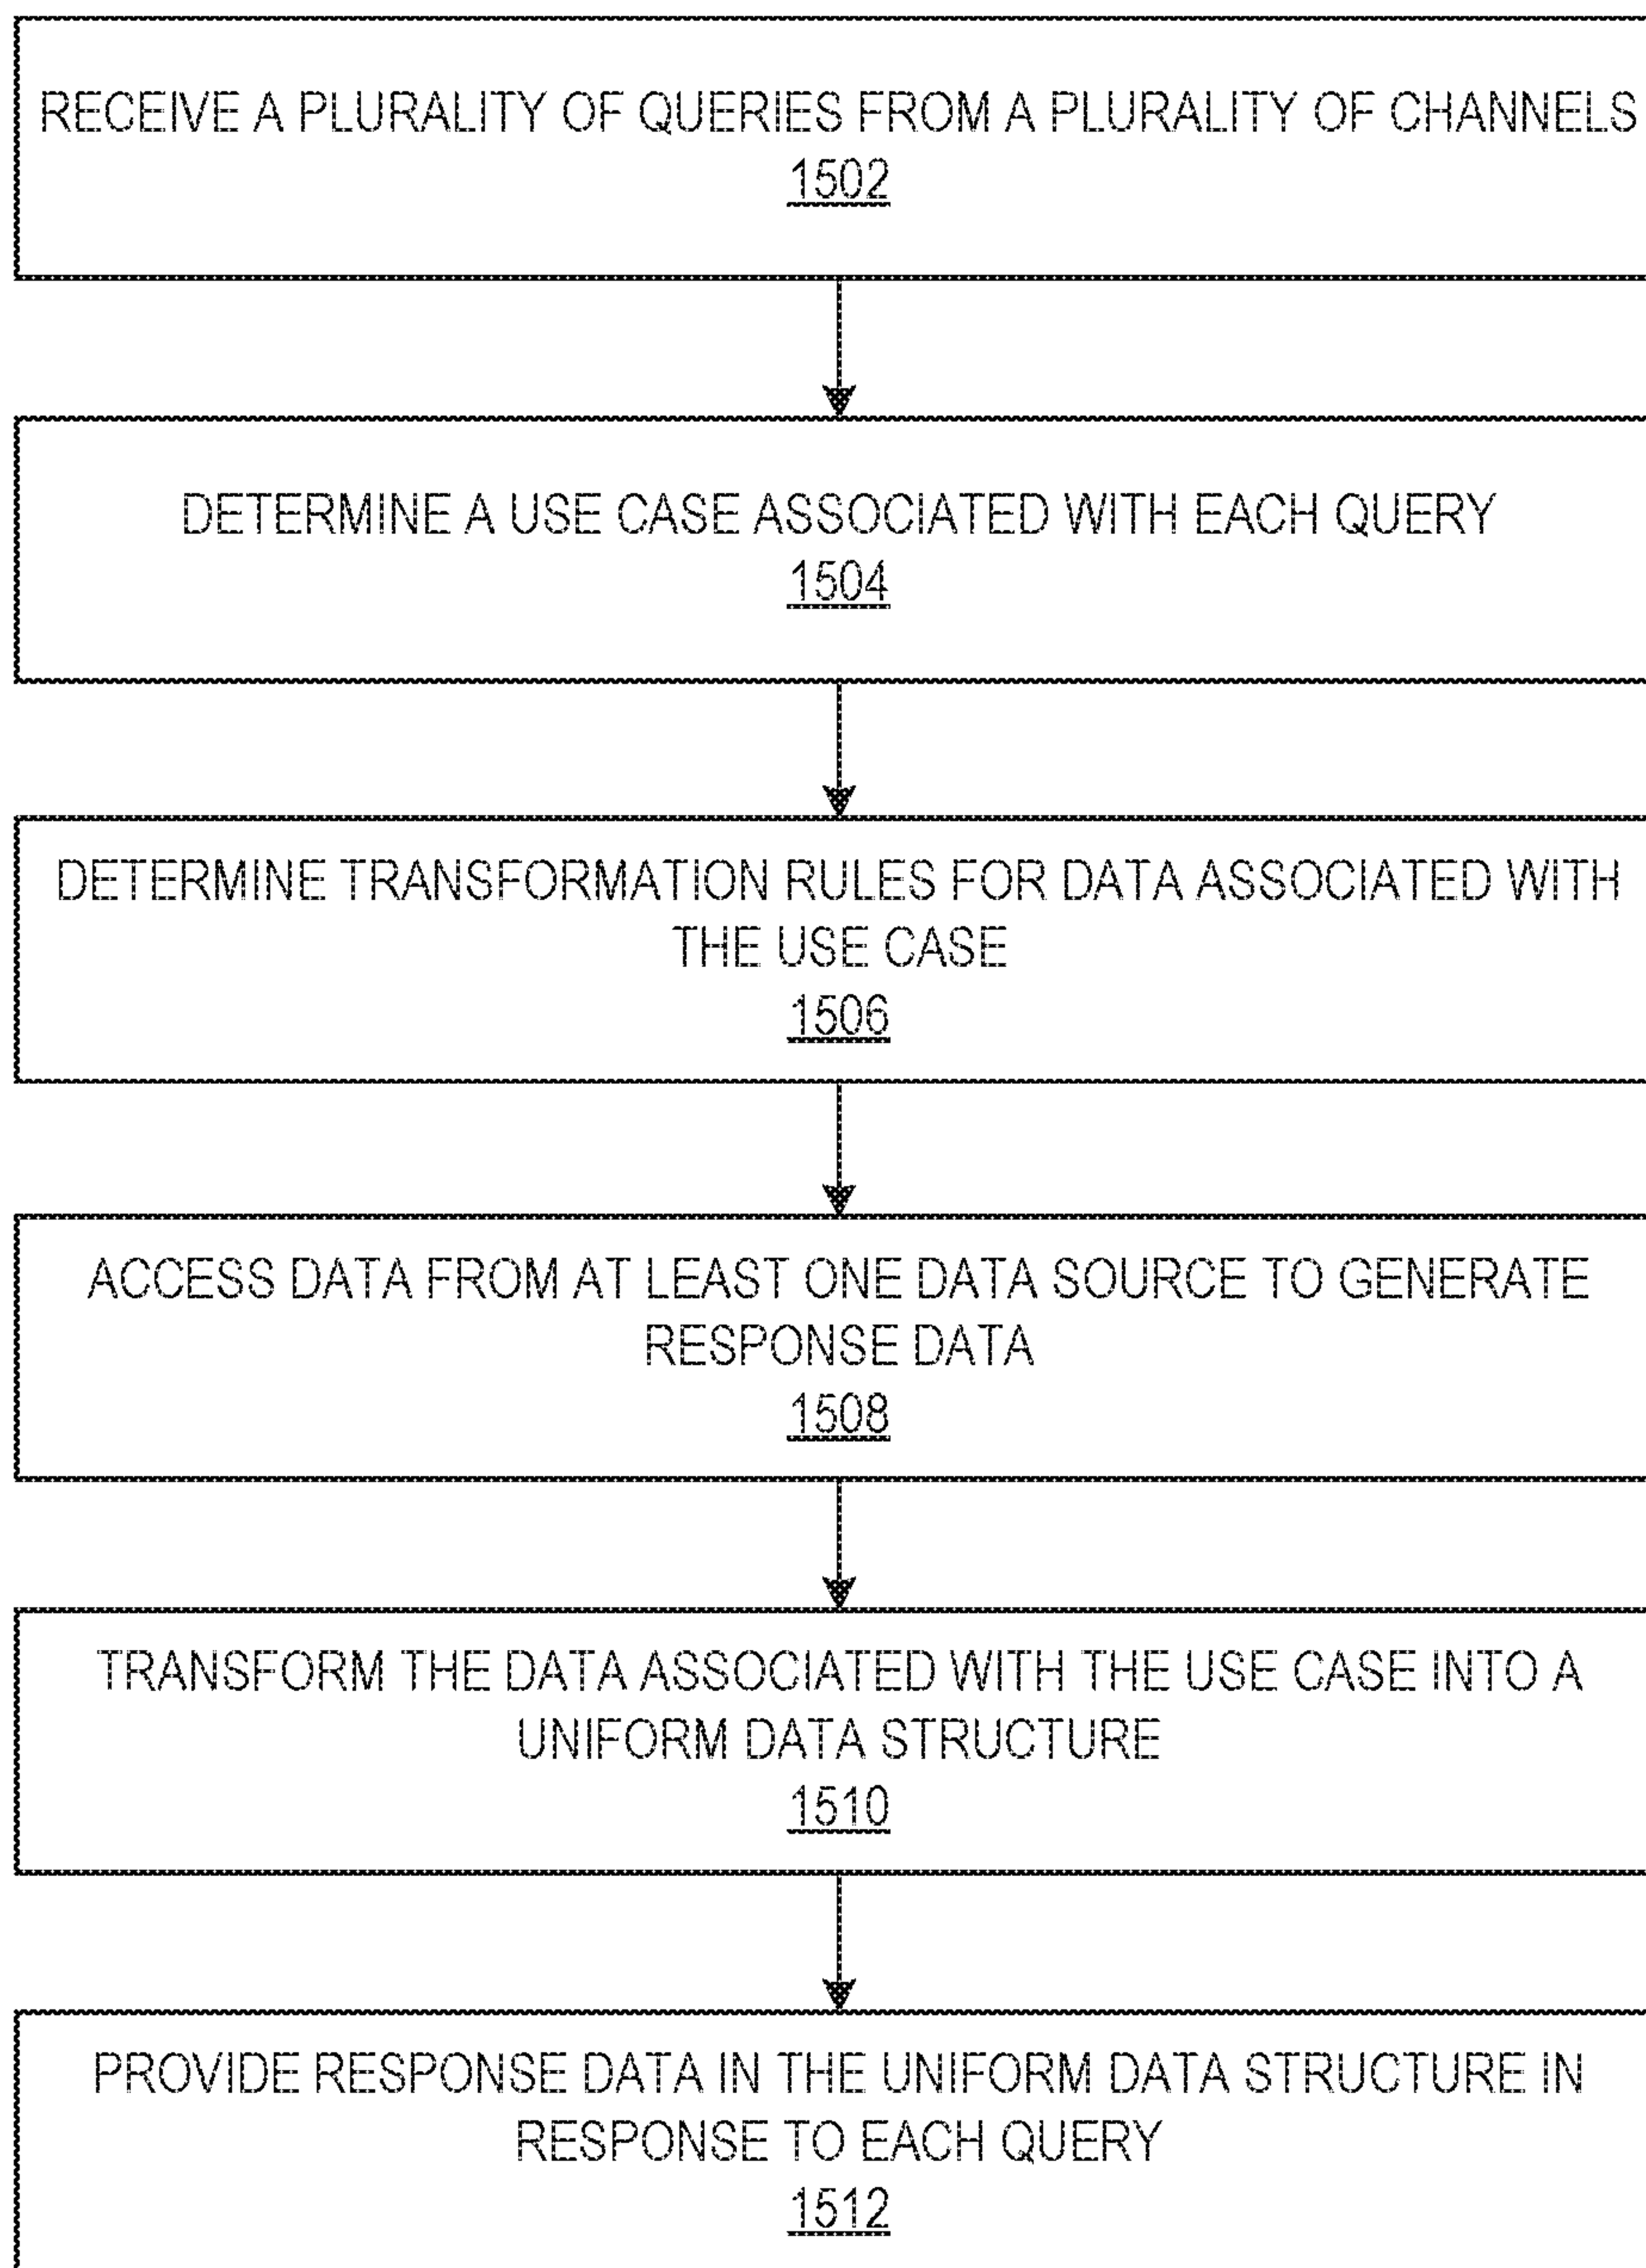 RECEIVE A PLURALITY OF QUERIES FROM A PLURALITY OF CHANNELS
1502
DETERMINE A USE CASE ASSOCIATED WITH EACH QUERY
1504
DETERMINE TRANSFORMATION RULES FOR DATA ASSOCIATED WITH
THE USE CASE
1506
ACCESS DATA FROM AT LEAST ONE DATA SOURCE TO GENERATE
RESPONSE DATA
1508
TRANSFORM THE DATA ASSOCIATED WITH THE USE CASE INTO A
UNIFORM DATA STRUCTURE
1510
PROVIDE RESPONSE DATA IN THE UNIFORM DATA STRUCTURE IN
RESPONSE TO EACH QUERY
1512